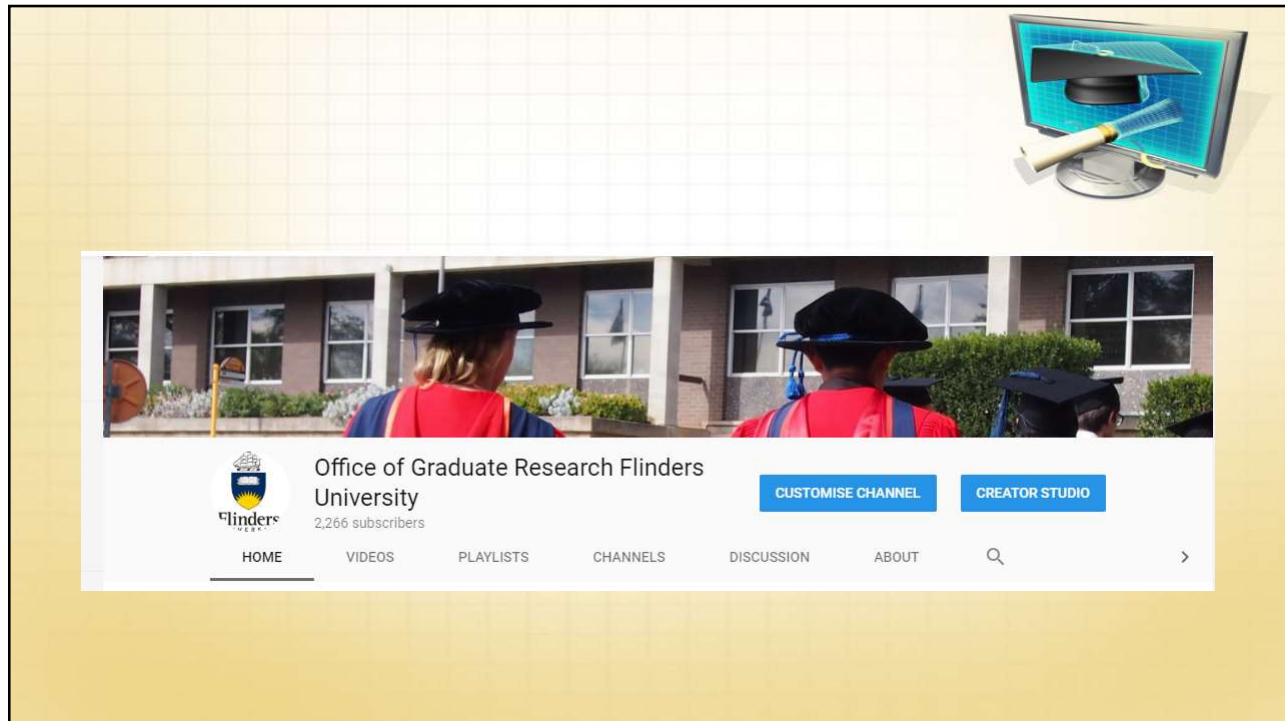 Office of Graduate Research Flinders
University
CUSTOMISE CHANNEL
CREATOR STUDIO
2,266 subscribers
Flinders
HOME VIDEOS PLAYLISTS CHANNELS DISCUSSION ABOUT